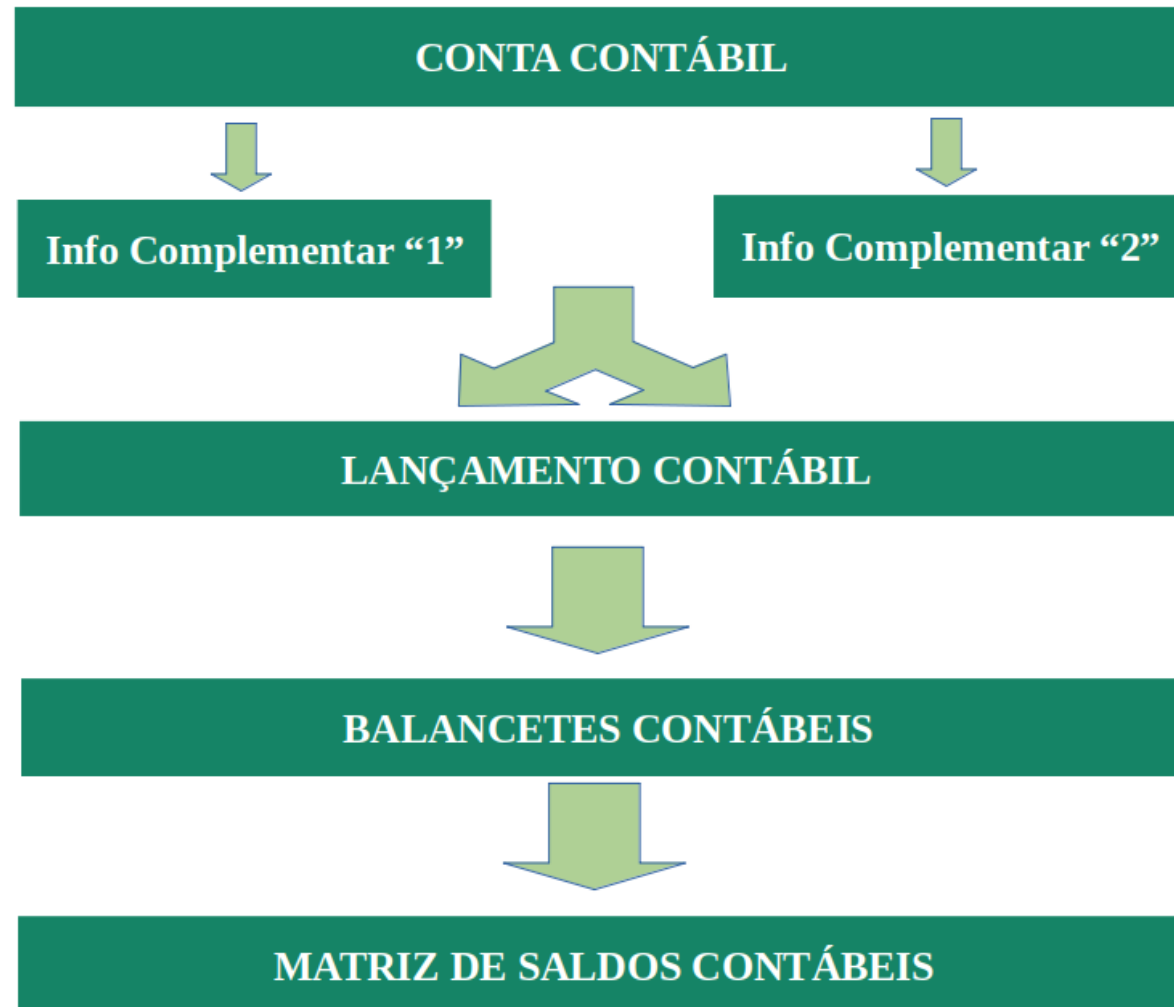 CONTA CONTÁBIL
Info Complementar “1”
Info Complementar “2”
LANÇAMENTO CONTÁBIL
BALANCETES CONTÁBEIS
MATRIZ DE SALDOS CONTÁBEIS